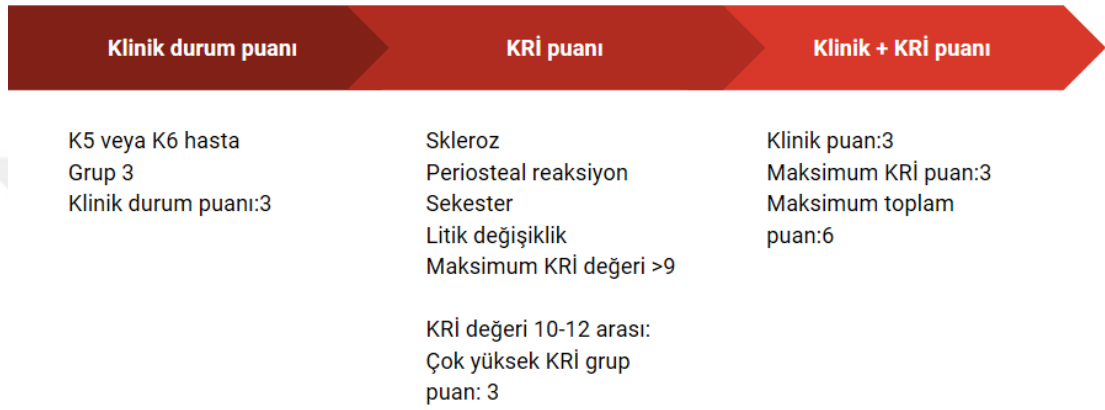 Klinik durum puanı
KRİ puanı
Klinik + KRİ puanı
K5 veya K6 hasta
Grup 3
Klinik durum puanı:3
Skleroz
Periosteal reaksiyon
Sekester
Litik değişiklik
Maksimum KRİ değeri >9
KRİ değeri 10-12 arası:
Çok yüksek KRİ grup
puan: 3
Klinik puan:3
Maksimum KRİ puan:3
Maksimum toplam
puan:6